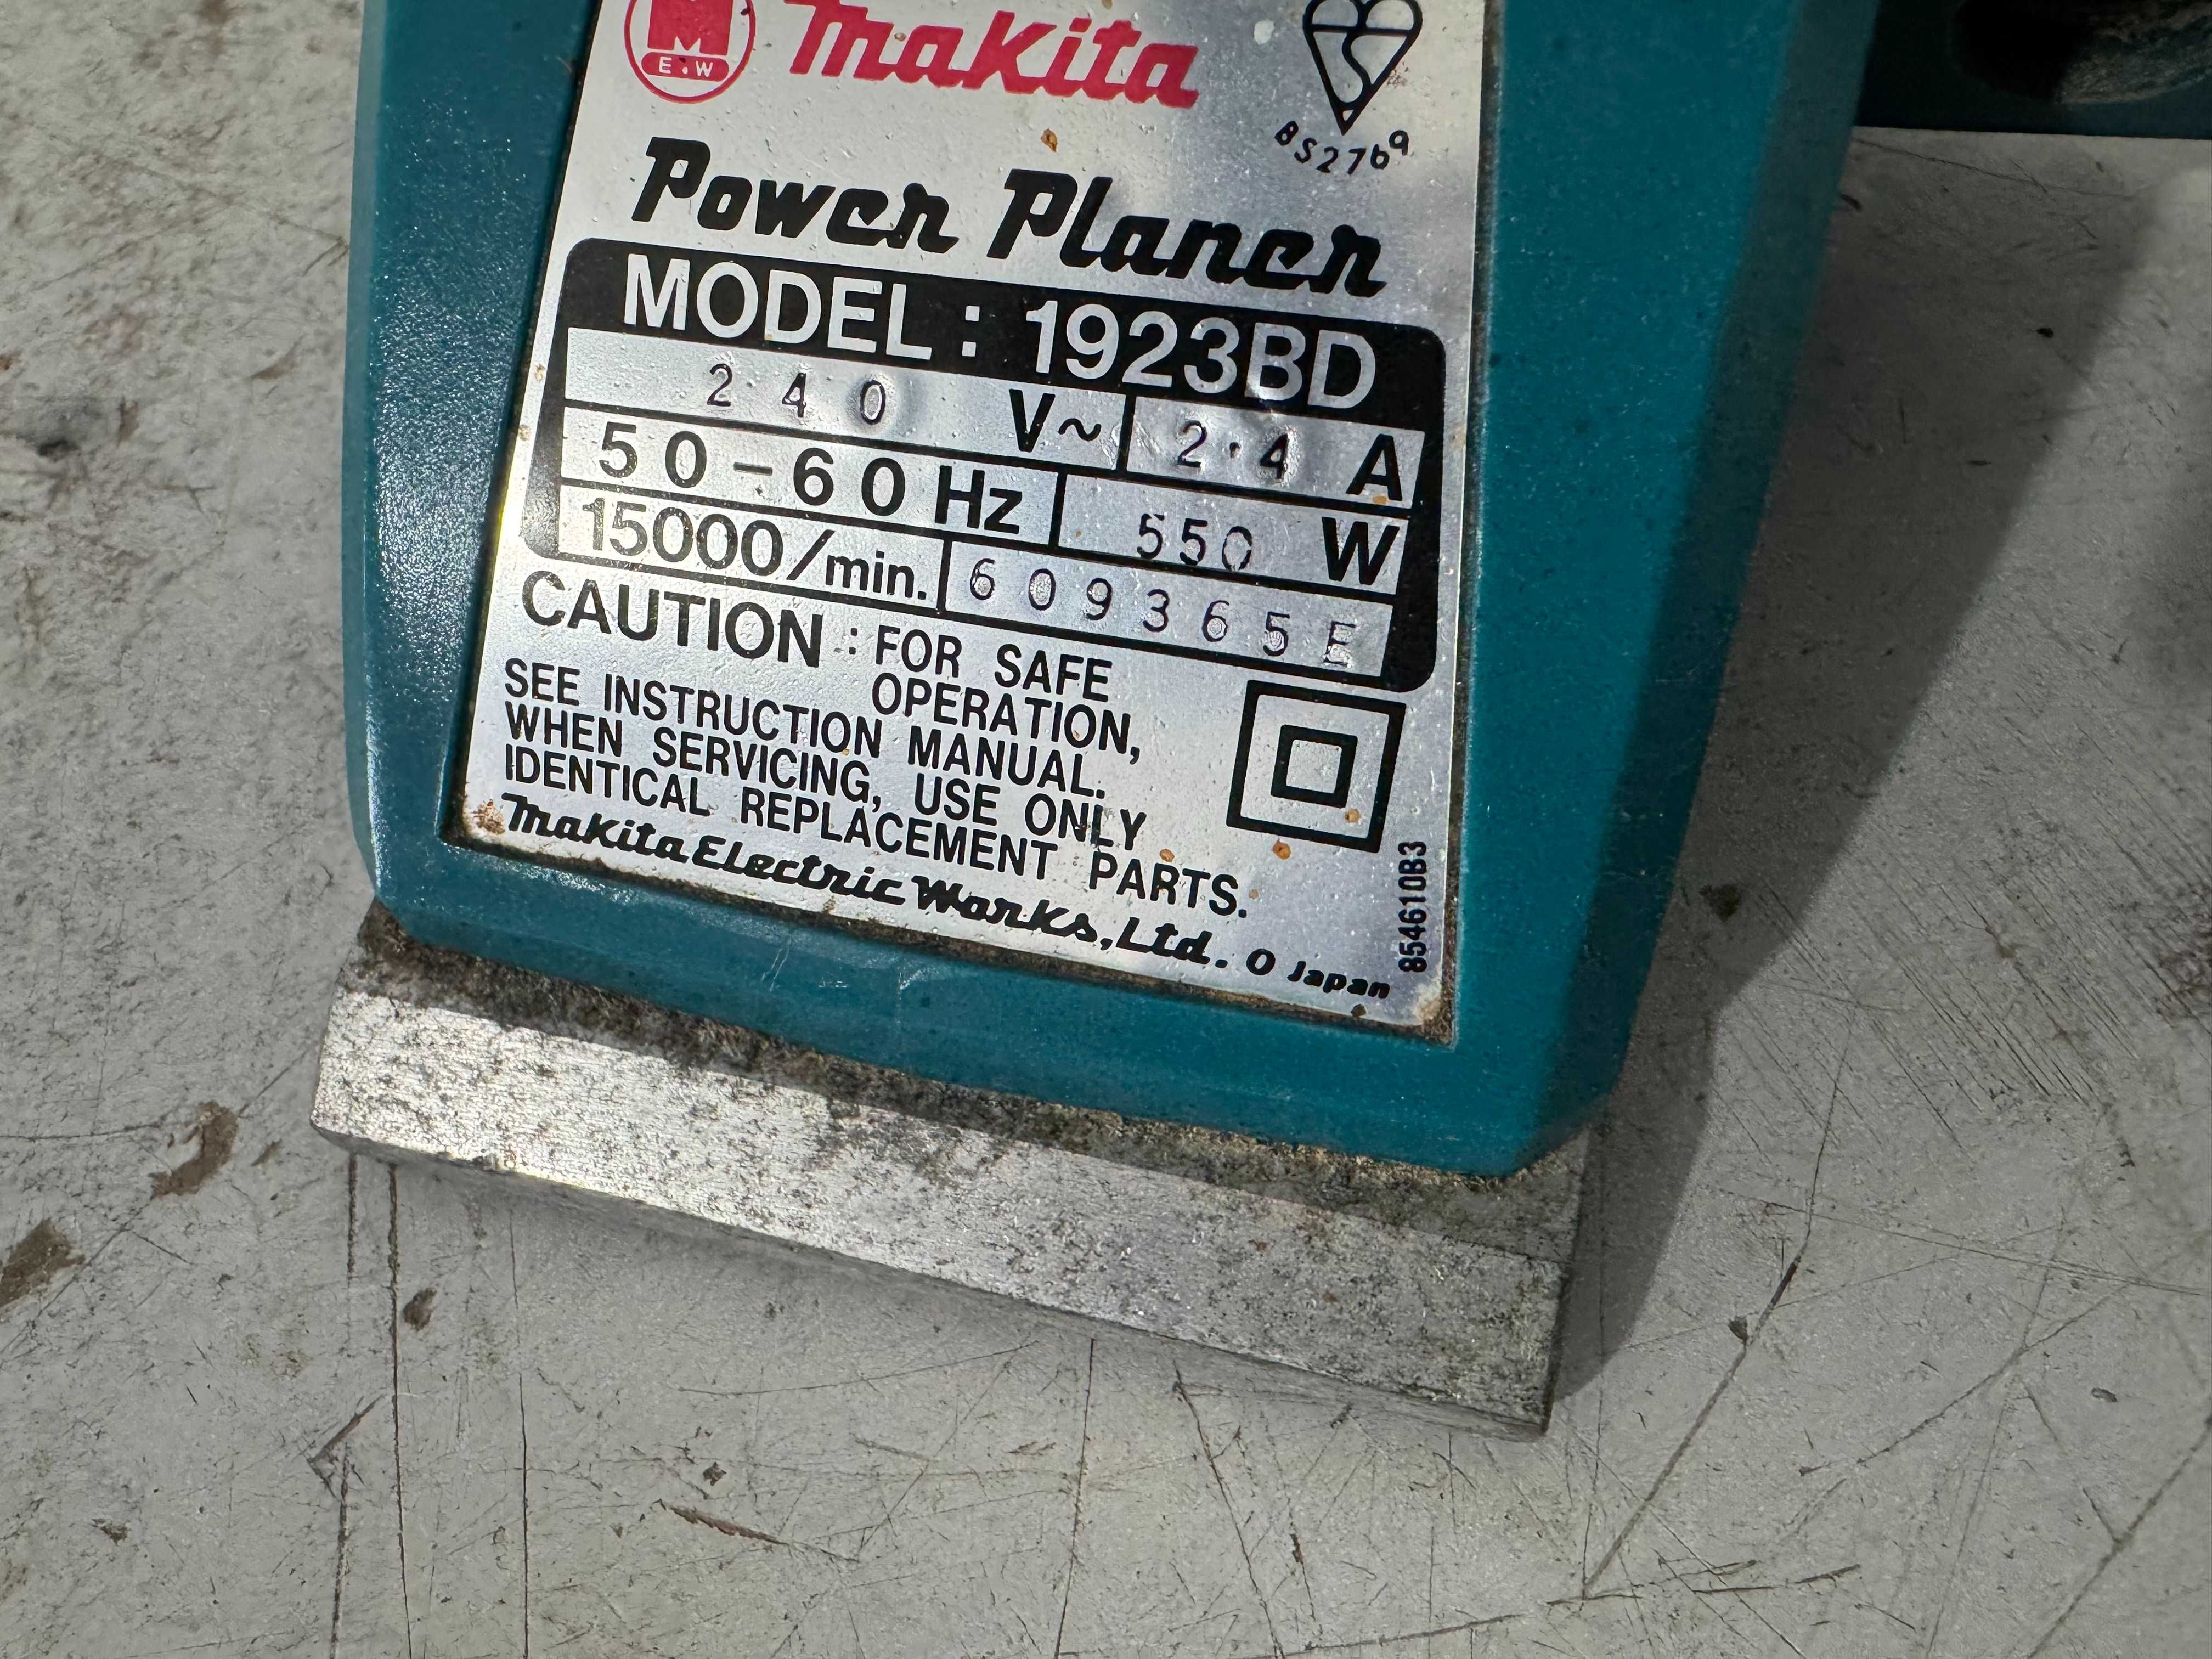 M
E.W
Makita
BS2769
Power Planer
MODEL : 1923BD
240 V~ 2.4 A
50-60 Hz 550 W
15000/min. 609365E
CAUTION : FOR SAFE
OPERATION,
SEE INSTRUCTION MANUAL.
WHEN SERVICING, USE ONLY
IDENTICAL REPLACEMENT PARTS.
Makita Electric Works, Ltd. O Japan
854610B3